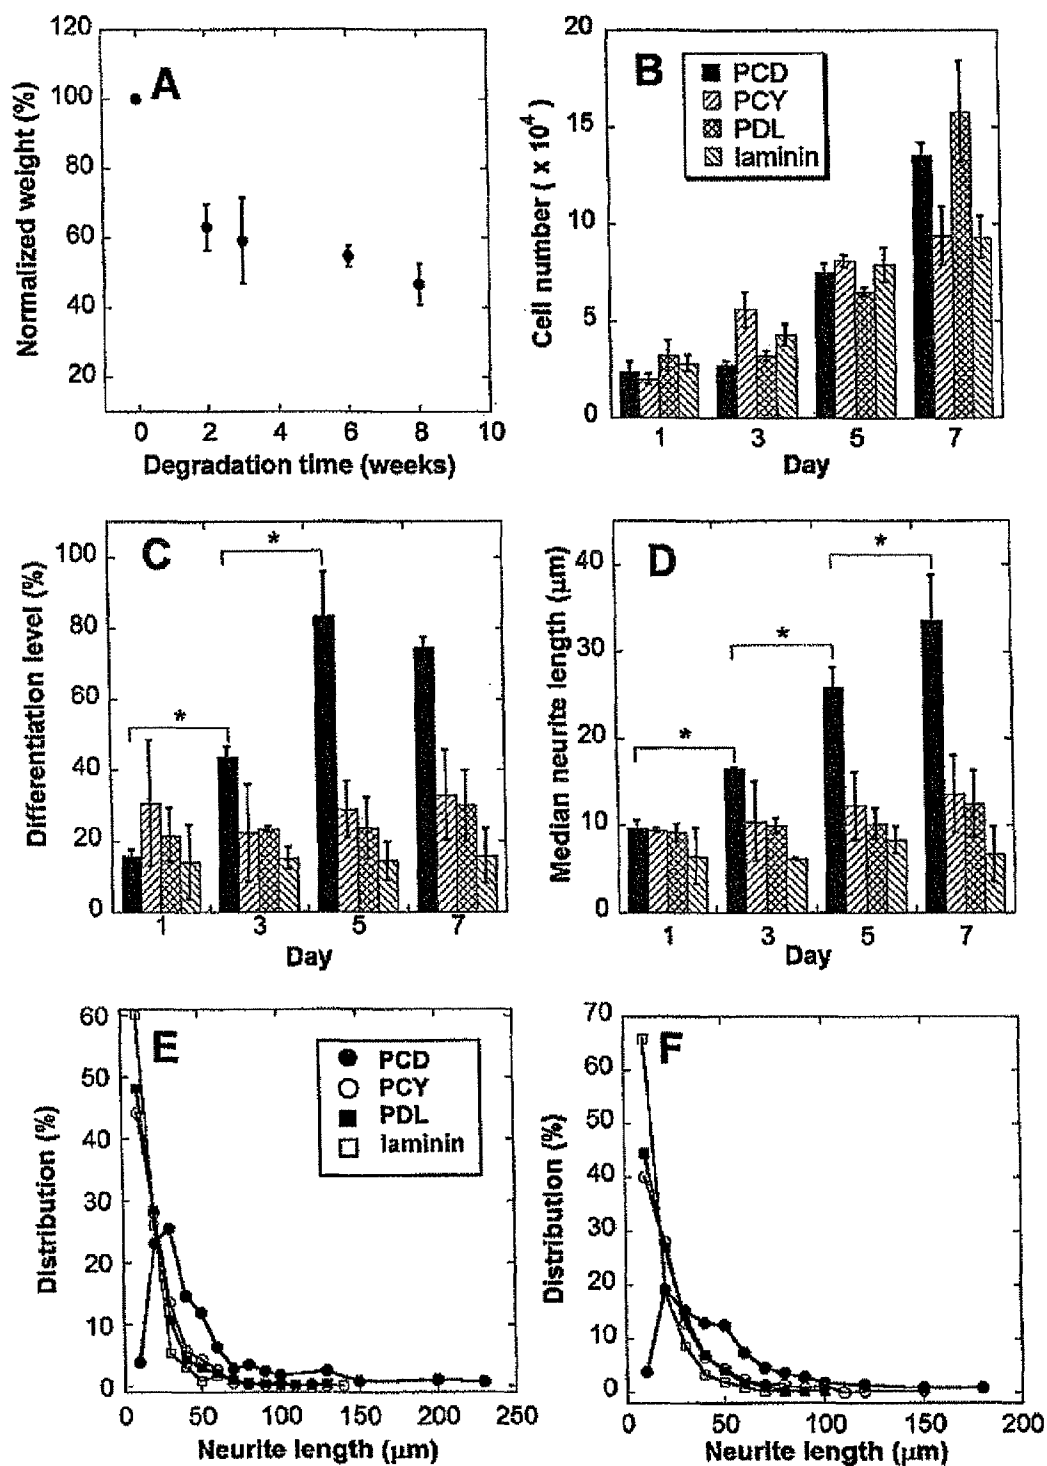 A
Normalized weight (%)
120
100
80
60
40
20
0 2 4 6 8 10
Degradation time (weeks)
B
PCD
PCY
PDL
laminin
Cell number ( x 10⁴)
20
15
10
5
0
1 3 5 7
Day
C
Differentiation level (%)
100
80
60
40
20
0
*
*
1 3 5 7
Day
D
Median neurite length (μm)
40
30
20
10
0
*
*
*
1 3 5 7
Day
E
PCD
PCY
PDL
laminin
Distribution (%)
60
50
40
30
20
10
0
0 50 100 150 200 250
Neurite length (μm)
F
Distribution (%)
70
60
50
40
30
20
10
0
0 50 100 150 200
Neurite length (μm)